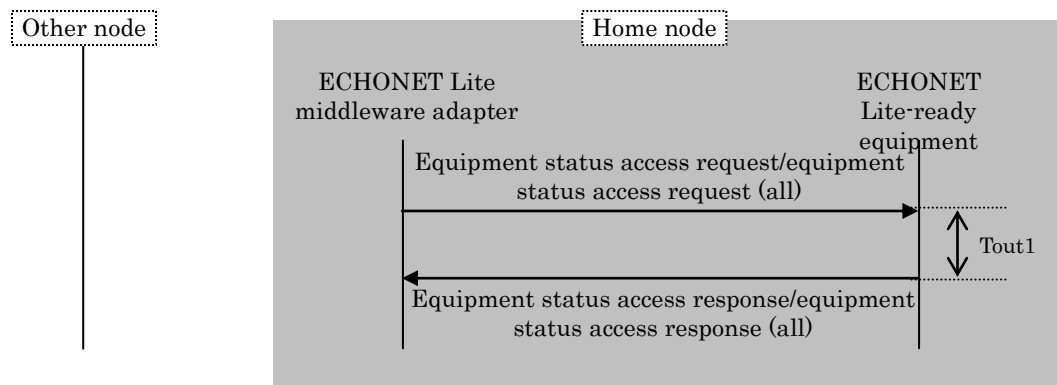 Other node
Home node
ECHONET Lite
middleware adapter
ECHONET
Lite-ready
equipment
Equipment status access request/equipment
status access request (all)
Tout1
Equipment status access response/equipment
status access response (all)